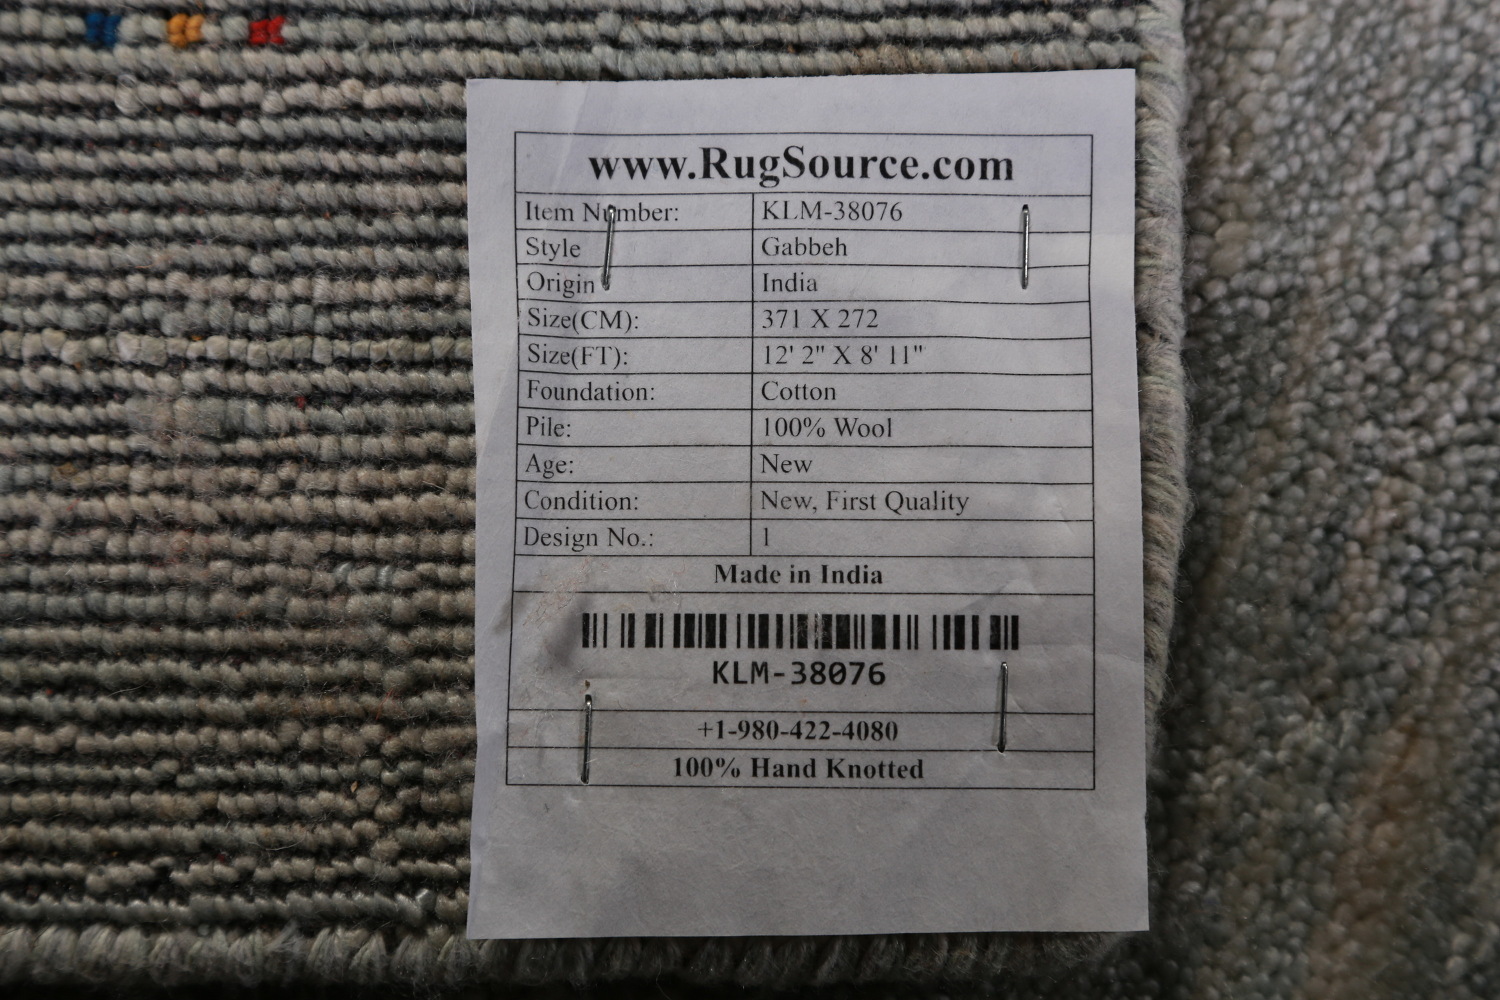 www.RugSource.com
Item Number: KLM-38076
Style Gabbeh
Origin India
Size(CM): 371 X 272
Size(FT): 12' 2" X 8' 11"
Foundation: Cotton
Pile: 100% Wool
Age: New
Condition: New, First Quality
Design No.: 1
Made in India
KLM-38076
+1-980-422-4080
100% Hand Knotted